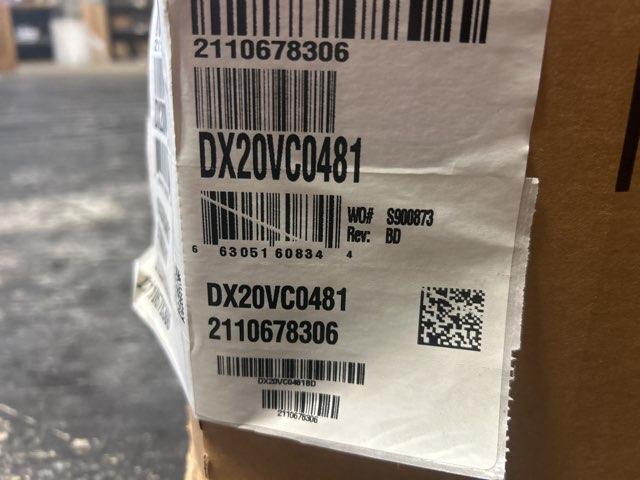 2110678306
DX20VC0481
WO# S900873
Rev: BD
6 63051 60834 4
DX20VC0481
2110678306
DX20VC0481BD
2110678306